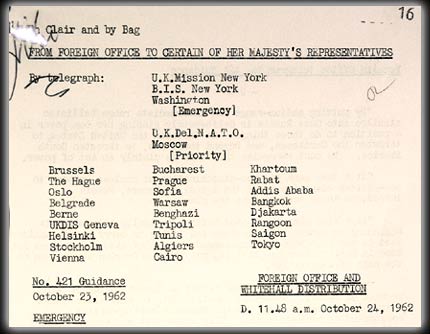 16
Clair and by Bag
FROM FOREIGN OFFICE TO CERTAIN OF HER MAJESTY'S REPRESENTATIVES
By telegraph: U.K.Mission New York
B.I.S. New York
Washington
[Emergency]
U.K.Del.N.A.T.O.
Moscow
[Priority]
Brussels Bucharest Khartoum
The Hague Prague Rabat
Oslo Sofia Addis Ababa
Belgrade Warsaw Bangkok
Berne Benghazi Djakarta
UKDIS Geneva Tripoli Rangoon
Helsinki Tunis Saigon
Stockholm Algiers Tokyo
Vienna Cairo
No. 421 Guidance FOREIGN OFFICE AND
WHITEHALL DISTRIBUTION
October 23, 1962 D. 11.48 a.m. October 24, 1962
EMERGENCY